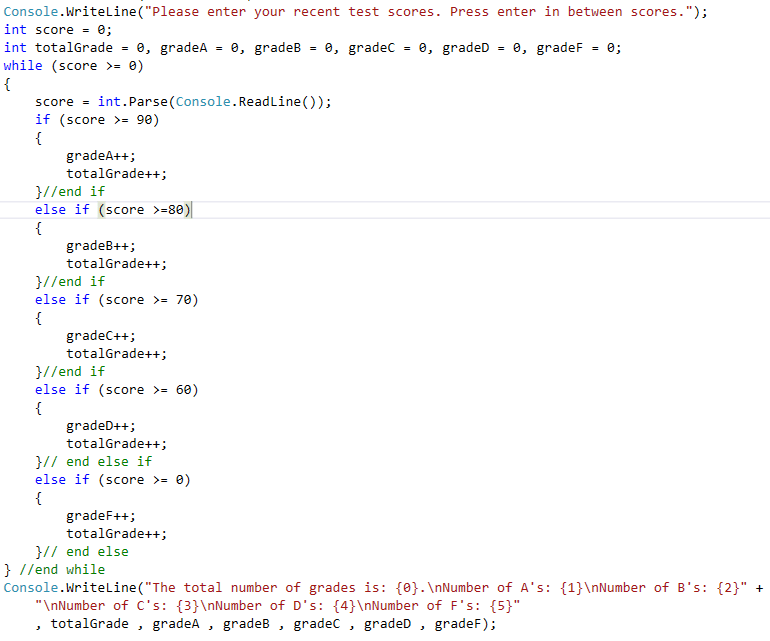 Console.WriteLine("Please enter your recent test scores. Press enter in between scores.");
int score = 0;
int totalGrade = 0, gradeA = 0, gradeB = 0, gradeC = 0, gradeD = 0, gradeF = 0;
while (score >= 0)
{
    score = int.Parse(Console.ReadLine());
    if (score >= 90)
    {
        gradeA++;
        totalGrade++;
    }//end if
    else if (score >=80)
    {
        gradeB++;
        totalGrade++;
    }//end if
    else if (score >= 70)
    {
        gradeC++;
        totalGrade++;
    }//end if
    else if (score >= 60)
    {
        gradeD++;
        totalGrade++;
    }// end else if
    else if (score >= 0)
    {
        gradeF++;
        totalGrade++;
    }// end else
} //end while
Console.WriteLine("The total number of grades is: {0}.\nNumber of A's: {1}\nNumber of B's: {2}" +
    "\nNumber of C's: {3}\nNumber of D's: {4}\nNumber of F's: {5}"
    , totalGrade , gradeA , gradeB , gradeC , gradeD , gradeF);